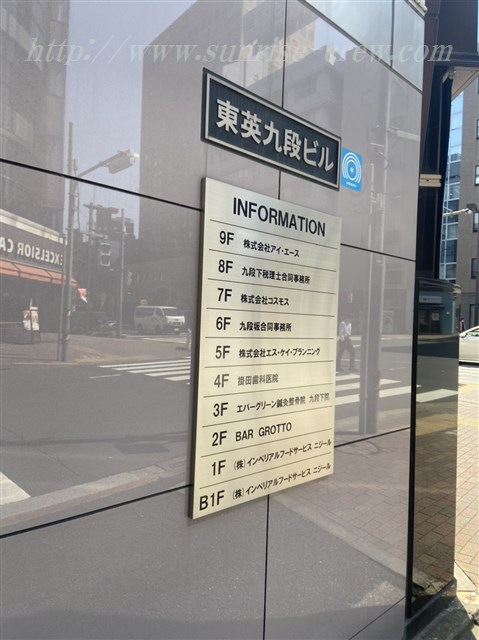 http://www.sunrise-crew.com
東英九段ビル
INFORMATION
9F 株式会社アイ・エース
8F 九段下税理士合同事務所
7F 株式会社コスモス
6F 九段坂合同事務所
5F 株式会社エス・ケイ・プランニング
4F 掛田歯科医院
3F エバーグリーン鍼灸整骨院 九段下院
2F BAR GROTTO
1F (株)インペリアルフードサービス ニジール
B1F (株)インペリアルフードサービス ニジール
EXCELSIOR CA